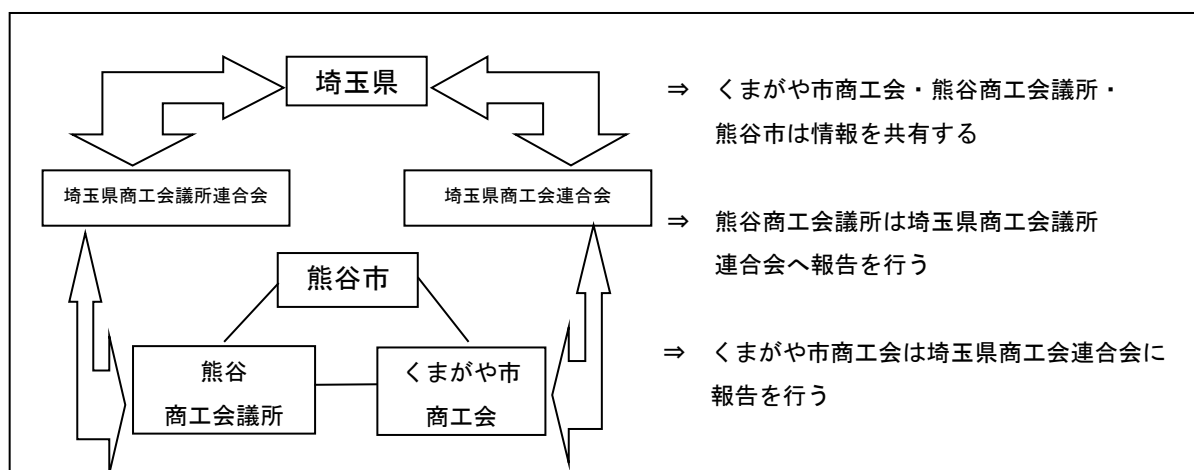 埼玉県
埼玉県商工会議所連合会
埼玉県商工会連合会
熊谷市
熊谷
商工会議所
くまがや市
商工会
⇒ くまがや市商工会・熊谷商工会議所・
熊谷市は情報を共有する
⇒ 熊谷商工会議所は埼玉県商工会議所
連合会へ報告を行う
⇒ くまがや市商工会は埼玉県商工会連合会に
報告を行う